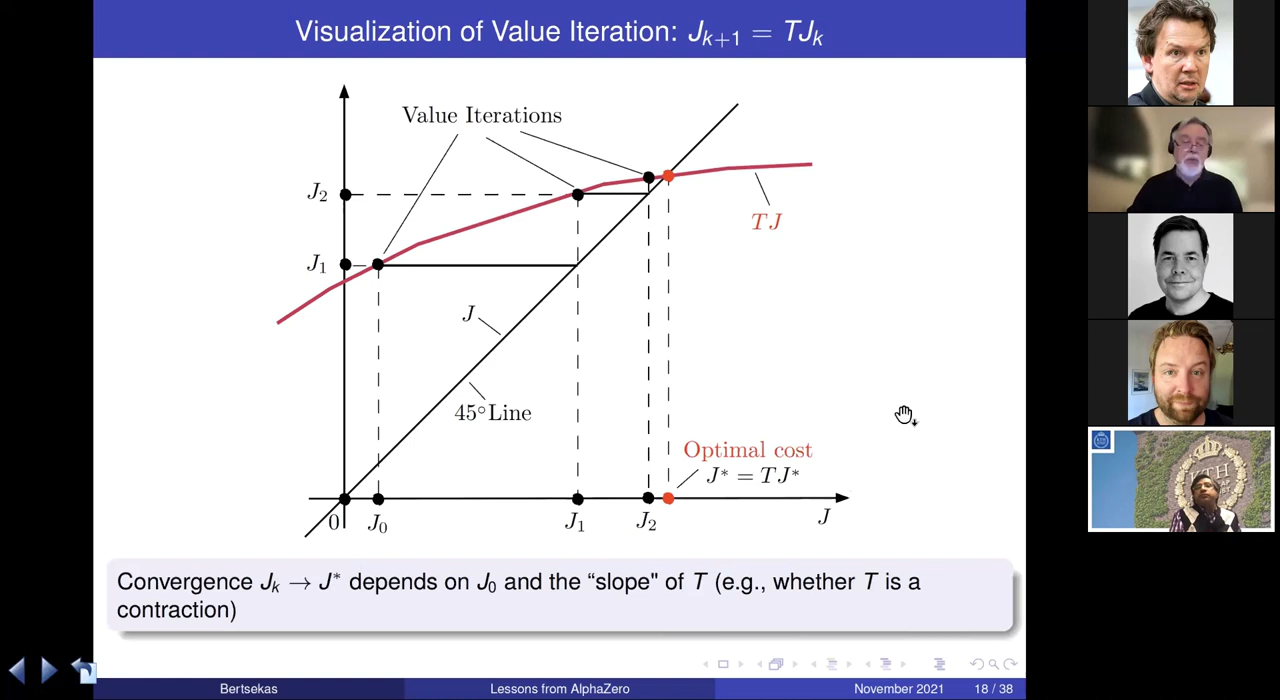 Visualization of Value Iteration: J_{k+1} = TJ_k
Value Iterations
J_2
TJ
J_1
J
45°Line
Optimal cost
J* = TJ*
0
J_0
J_1
J_2
J
Convergence J_k → J* depends on J_0 and the “slope" of T (e.g., whether T is a
contraction)
Bertsekas
Lessons from AlphaZero
November 2021
18 / 38
KTH